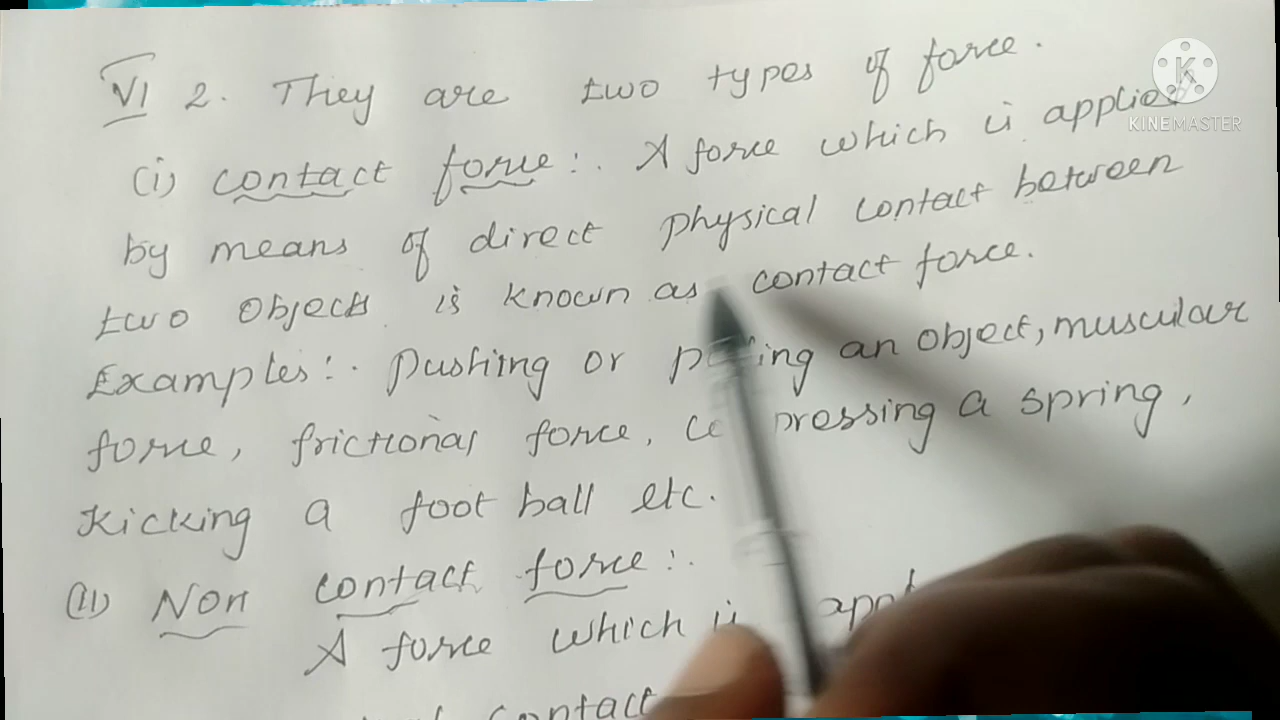 VI 2. They are two types of force.
(i) contact force:. A force which is applied
by means of direct physical contact between
two objects is known as contact force.
Examples:. Pushing or an object, muscular
force, frictional force, a spring,
Kicking a foot ball etc.
(ii) Non contact force:.
A force which is
contact
K
KINEMASTER